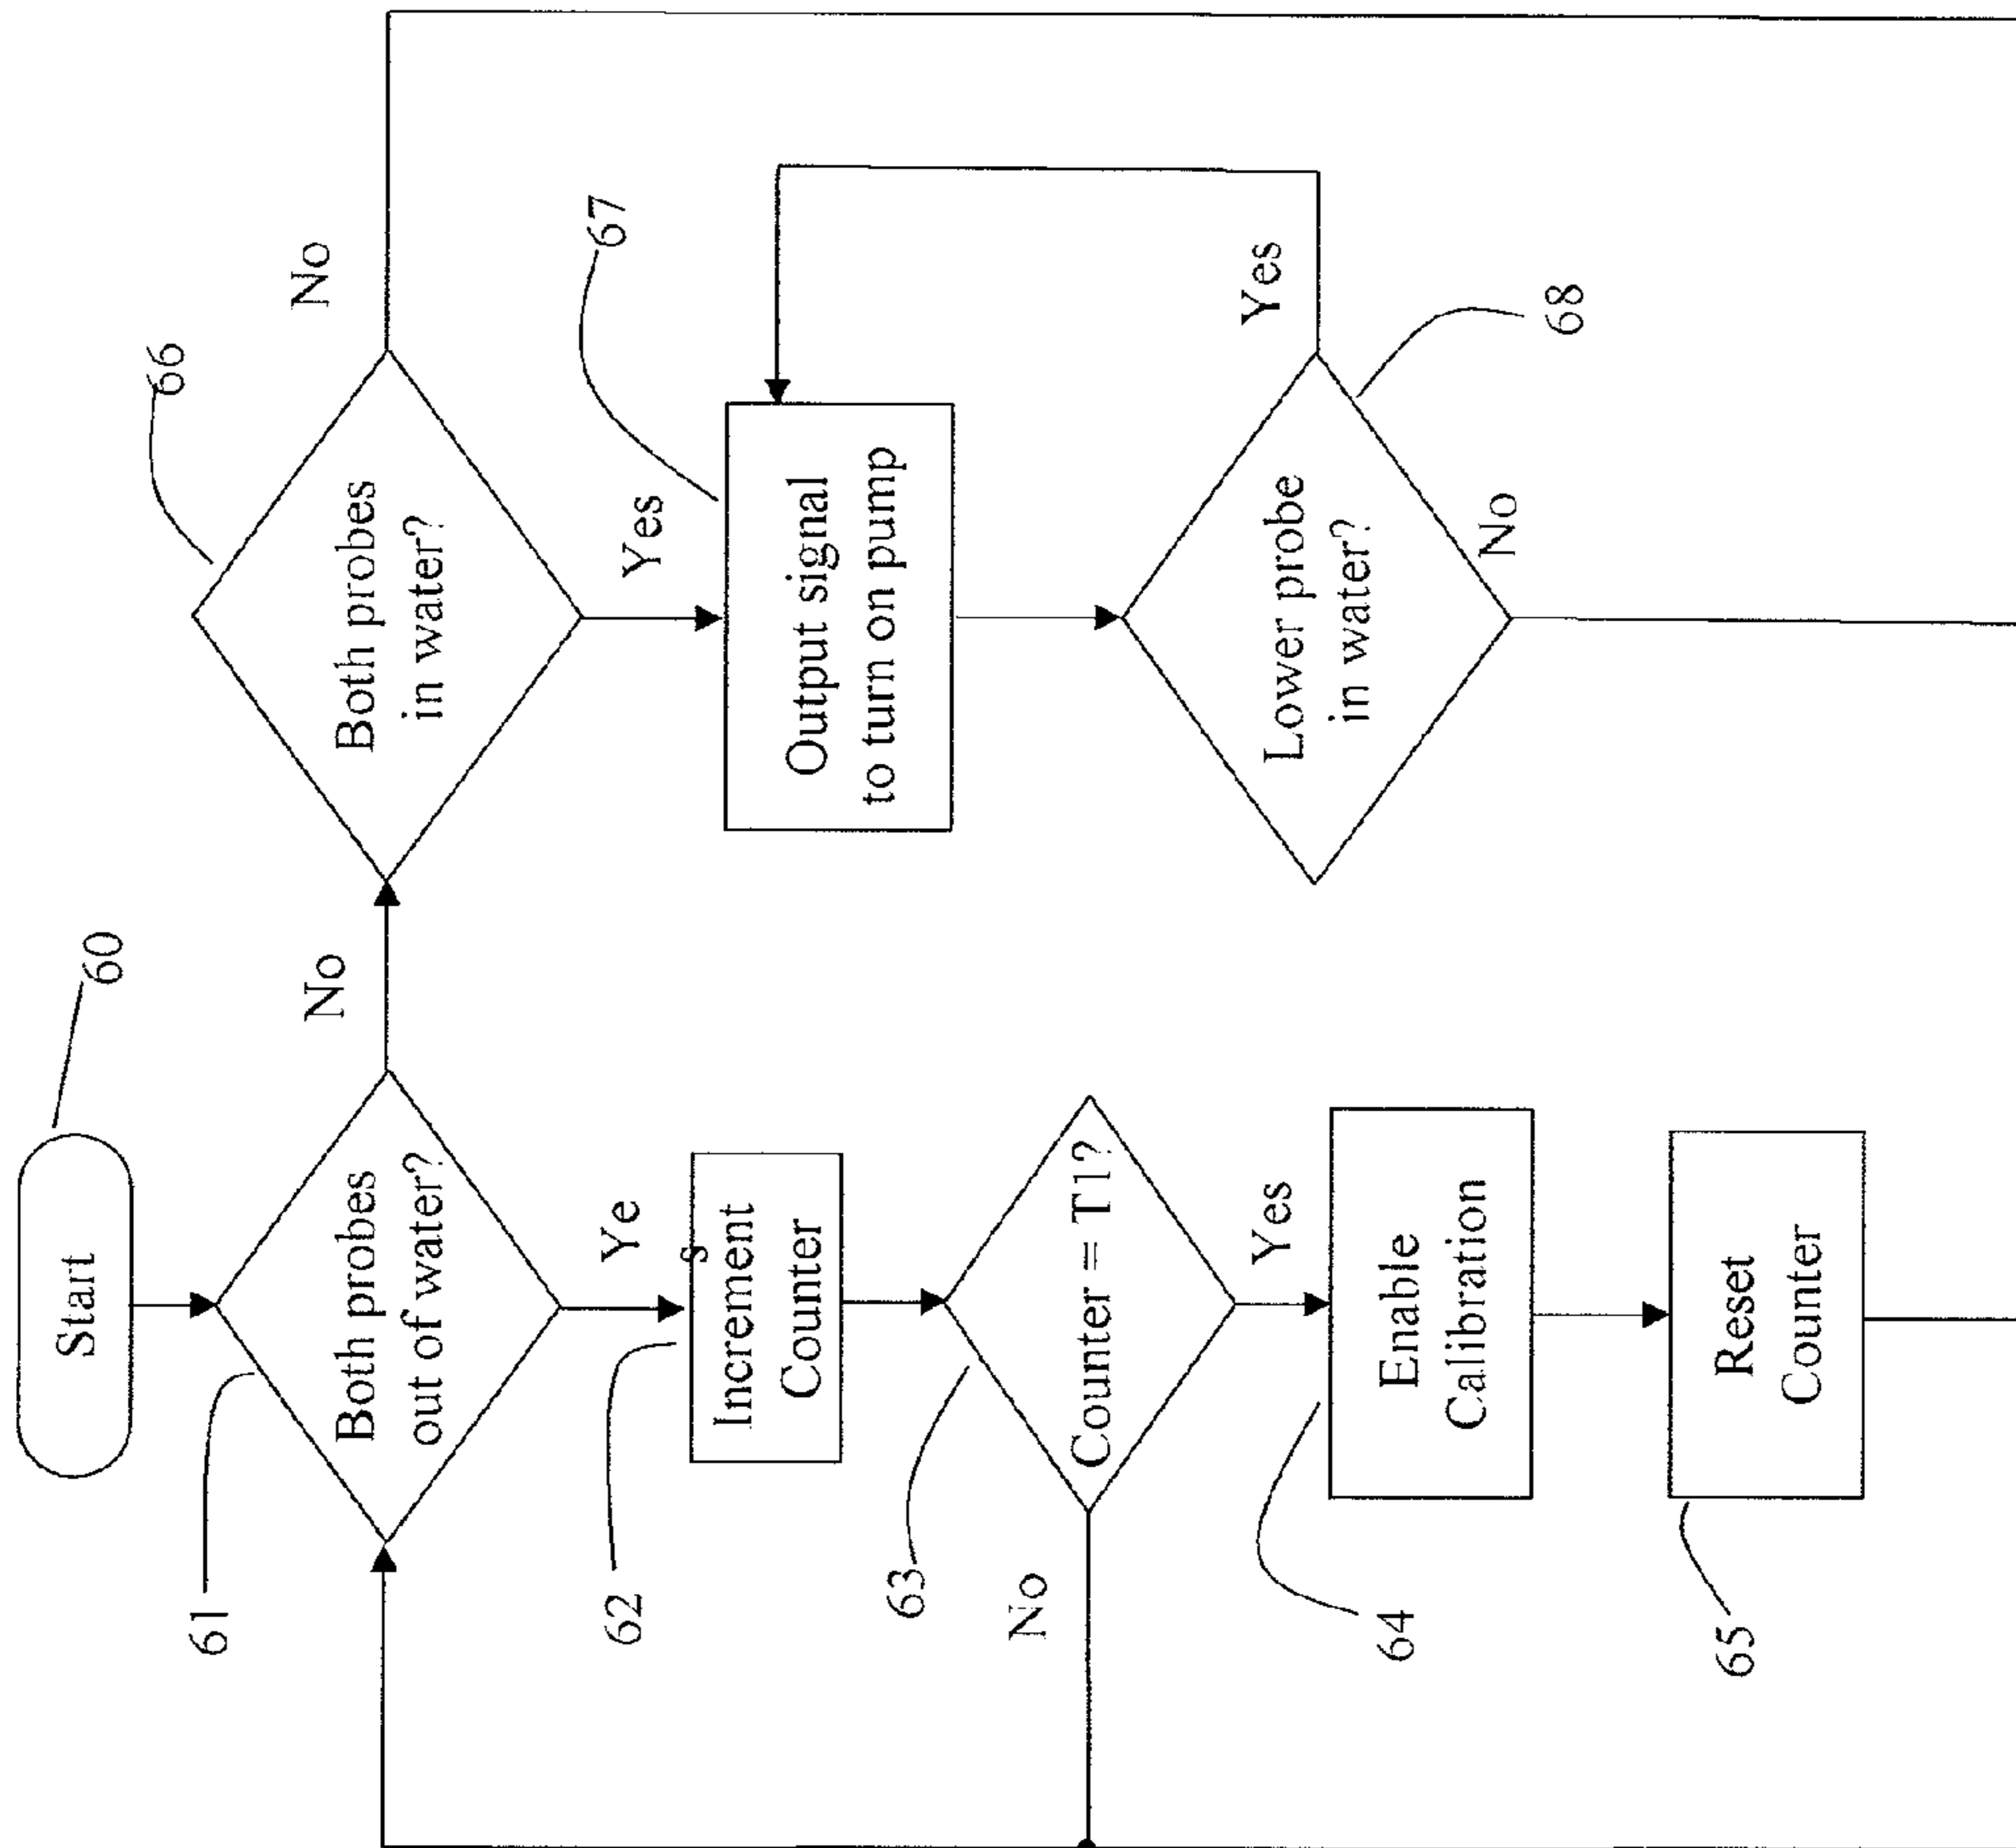 Start
60
61
Both probes
out of water?
No
66
Both probes
in water?
No
Ye
s
62
Increment
Counter
Yes
67
Output signal
to turn on pump
63
Counter = T1?
No
Yes
Lower probe
in water?
Yes
68
No
64
Enable
Calibration
65
Reset
Counter